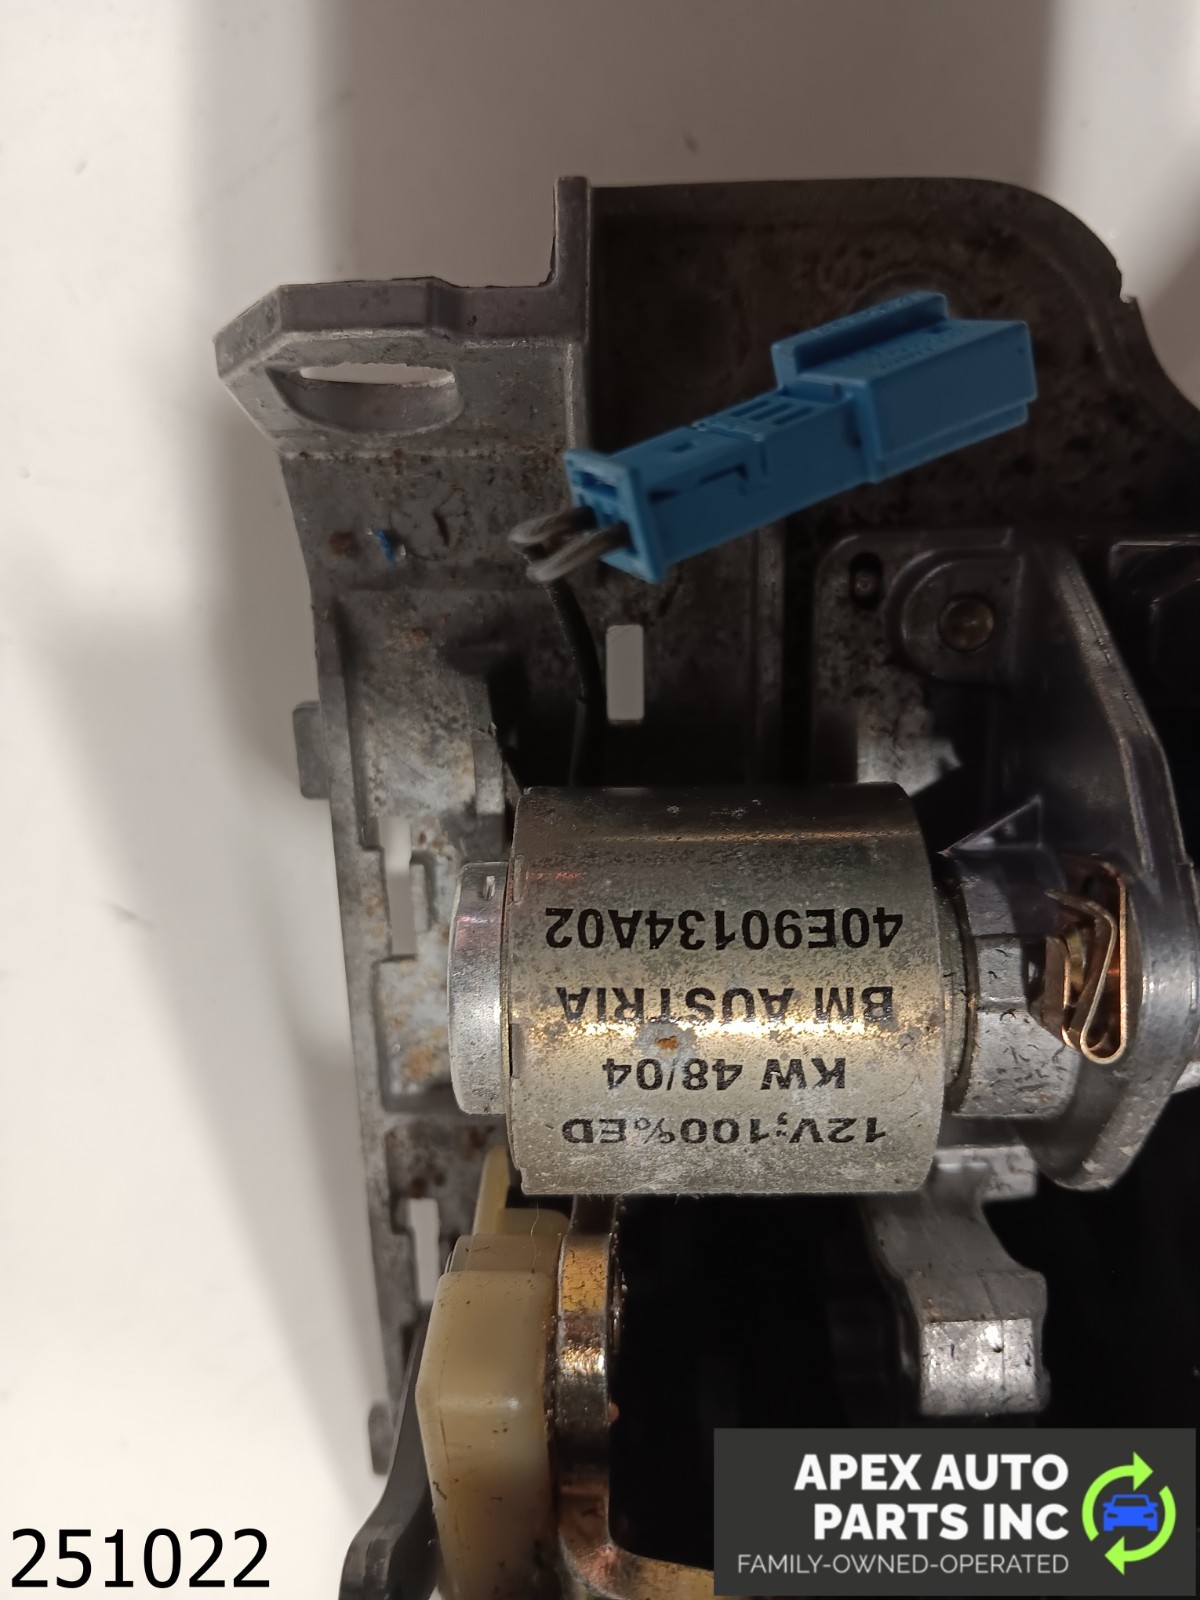 40E90134A02
BM AUSTRIA
KW 48/04
12V;100%ED
APEX AUTO
PARTS INC
FAMILY-OWNED-OPERATED
251022